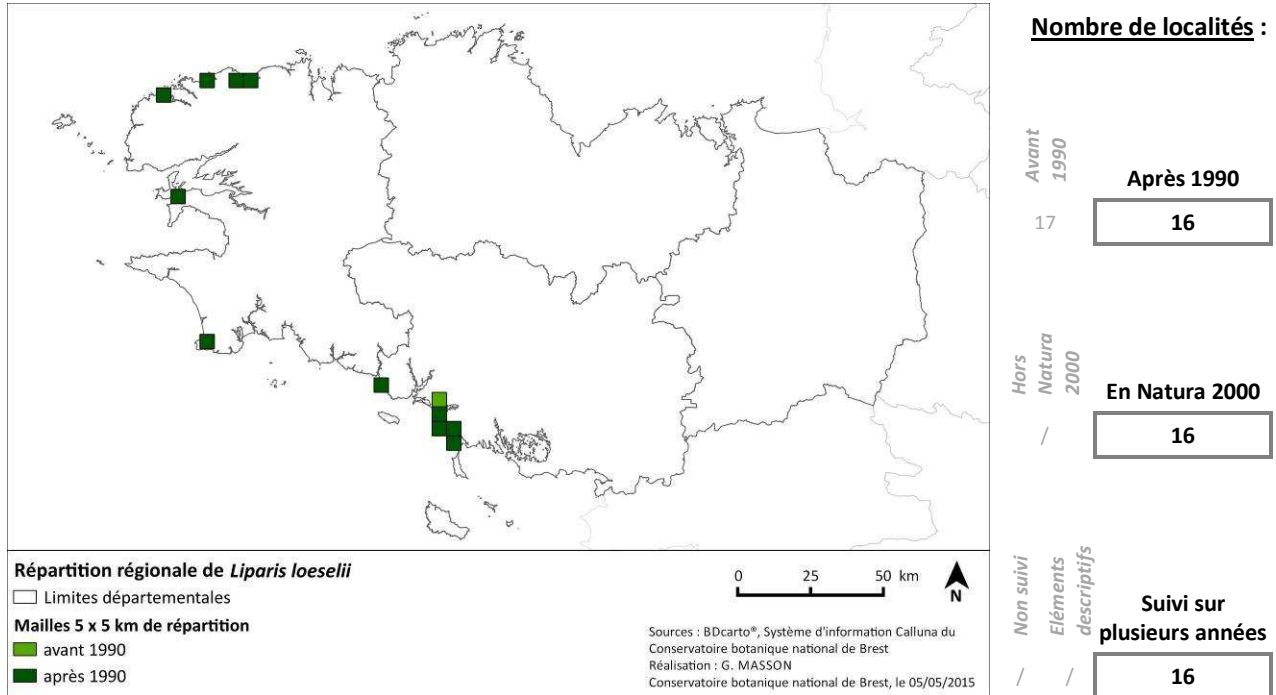 Nombre de localités :
Avant
1990
Après 1990
17
16
Hors
Natura
2000
En Natura 2000
/
16
Non suivi
Eléments
descriptifs
Suivi sur
plusieurs années
/
/
16
Répartition régionale de Liparis loeselii
Limites départementales
Mailles 5 x 5 km de répartition
avant 1990
après 1990
0 25 50 km
N
Sources : BDcarto®, Système d'information Calluna du
Conservatoire botanique national de Brest
Réalisation : G. MASSON
Conservatoire botanique national de Brest, le 05/05/2015